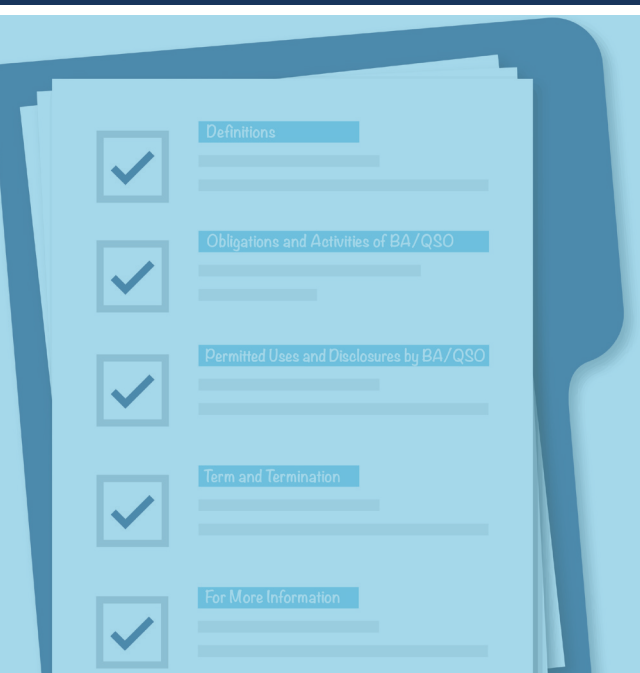 Definitions
Obligations and Activities of BA/QSO
Permitted Uses and Disclosures by BA/QSO
Term and Termination
For More Information